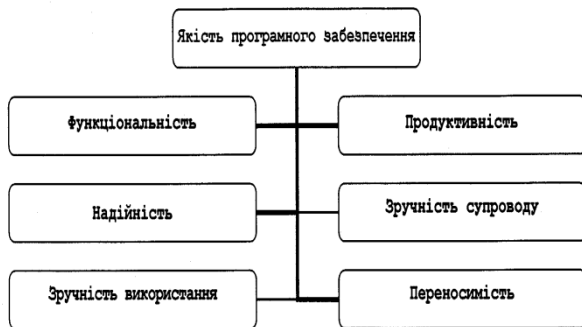 Якість програмного забезпечення
Функціональність
Продуктивність
Надійність
Зручність супроводу
Зручність використання
Переносимість